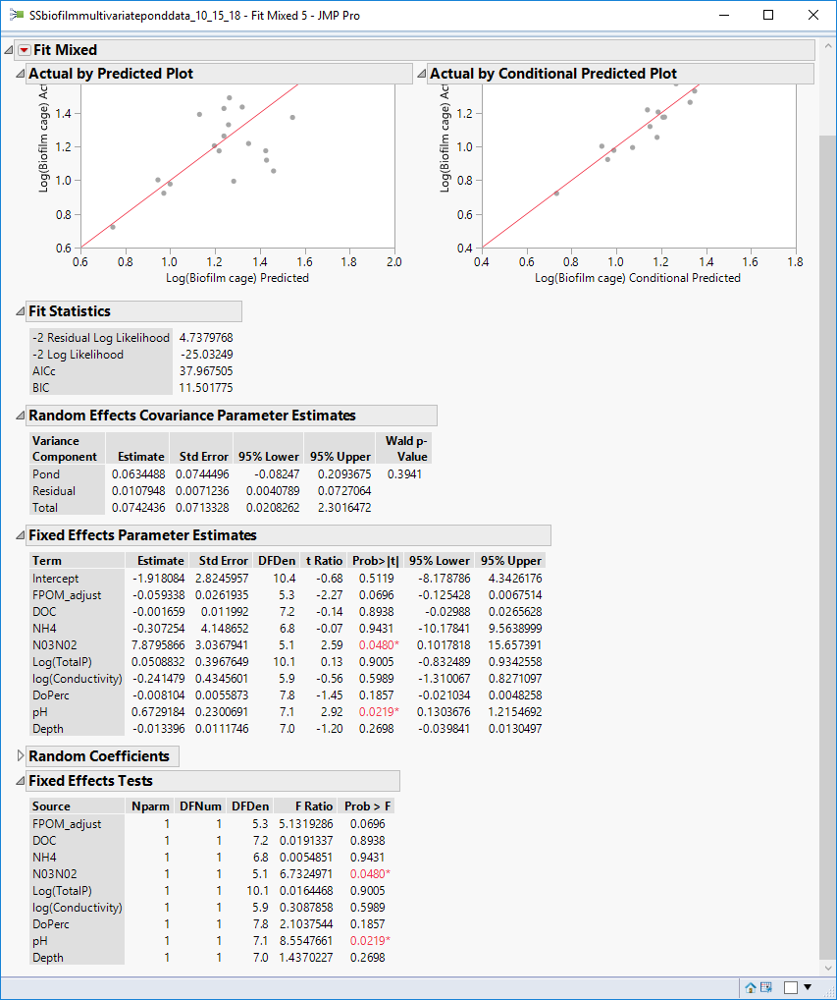 SSbiofilmmultivariateponddata_10_15_18 - Fit Mixed 5 - JMP Pro
Fit Mixed
Actual by Predicted Plot
Log(Biofilm cage) Ac
1.4
1.2
1.0
0.8
0.6
0.6 0.8 1.0 1.2 1.4 1.6 1.8 2.0
Log(Biofilm cage) Predicted
Actual by Conditional Predicted Plot
Log(Biofilm cage) Ac
1.2
1.0
0.8
0.6
0.4
0.4 0.6 0.8 1.0 1.2 1.4 1.6 1.8
Log(Biofilm cage) Conditional Predicted
Fit Statistics
-2 Residual Log Likelihood 4.7379768
-2 Log Likelihood -25.03249
AICc 37.967505
BIC 11.501775
Random Effects Covariance Parameter Estimates
Variance Wald p-
Component Estimate Std Error 95% Lower 95% Upper Value
Pond 0.0634488 0.0744496 -0.08247 0.2093675 0.3941
Residual 0.0107948 0.0071236 0.0040789 0.0727064
Total 0.0742436 0.0713328 0.0208262 2.3016472
Fixed Effects Parameter Estimates
Term Estimate Std Error DFDen t Ratio Prob>|t| 95% Lower 95% Upper
Intercept -1.918084 2.8245957 10.4 -0.68 0.5119 -8.178786 4.3426176
FPOM_adjust -0.059338 0.0261935 5.3 -2.27 0.0696 -0.125428 0.0067514
DOC -0.001659 0.011992 7.2 -0.14 0.8938 -0.02988 0.0265628
NH4 -0.307254 4.148652 6.8 -0.07 0.9431 -10.17841 9.5638999
N03N02 7.8795866 3.0367941 5.1 2.59 0.0480* 0.1017818 15.657391
Log(TotalP) 0.0508832 0.3967649 10.1 0.13 0.9005 -0.832489 0.9342558
log(Conductivity) -0.241479 0.4345601 5.9 -0.56 0.5989 -1.310067 0.8271097
DoPerc -0.008104 0.0055873 7.8 -1.45 0.1857 -0.021034 0.0048258
pH 0.6729184 0.2300691 7.1 2.92 0.0219* 0.1303676 1.2154692
Depth -0.013396 0.0111746 7.0 -1.20 0.2698 -0.039841 0.0130497
Random Coefficients
Fixed Effects Tests
Source Nparm DFNum DFDen F Ratio Prob > F
FPOM_adjust 1 1 5.3 5.1319286 0.0696
DOC 1 1 7.2 0.0191337 0.8938
NH4 1 1 6.8 0.0054851 0.9431
N03N02 1 1 5.1 6.7324971 0.0480*
Log(TotalP) 1 1 10.1 0.0164468 0.9005
log(Conductivity) 1 1 5.9 0.3087858 0.5989
DoPerc 1 1 7.8 2.1037544 0.1857
pH 1 1 7.1 8.5547661 0.0219*
Depth 1 1 7.0 1.4370227 0.2698